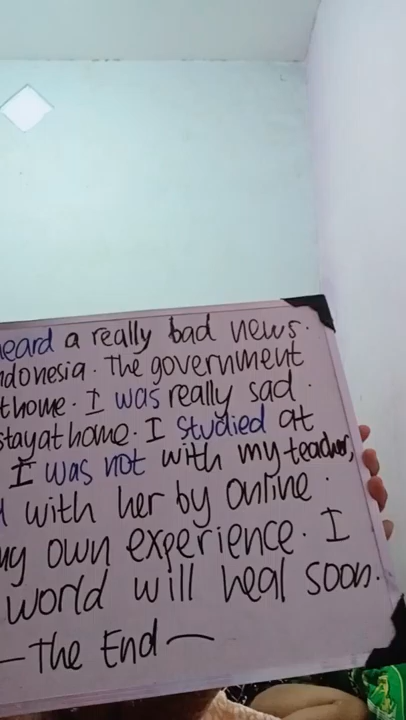 heard a really bad news.
ndonesia. The government
t home. I was really sad.
stay at home. I studied at
I was not with my teacher,
with her by online.
my own experience. I
world will heal soon.
— The End —